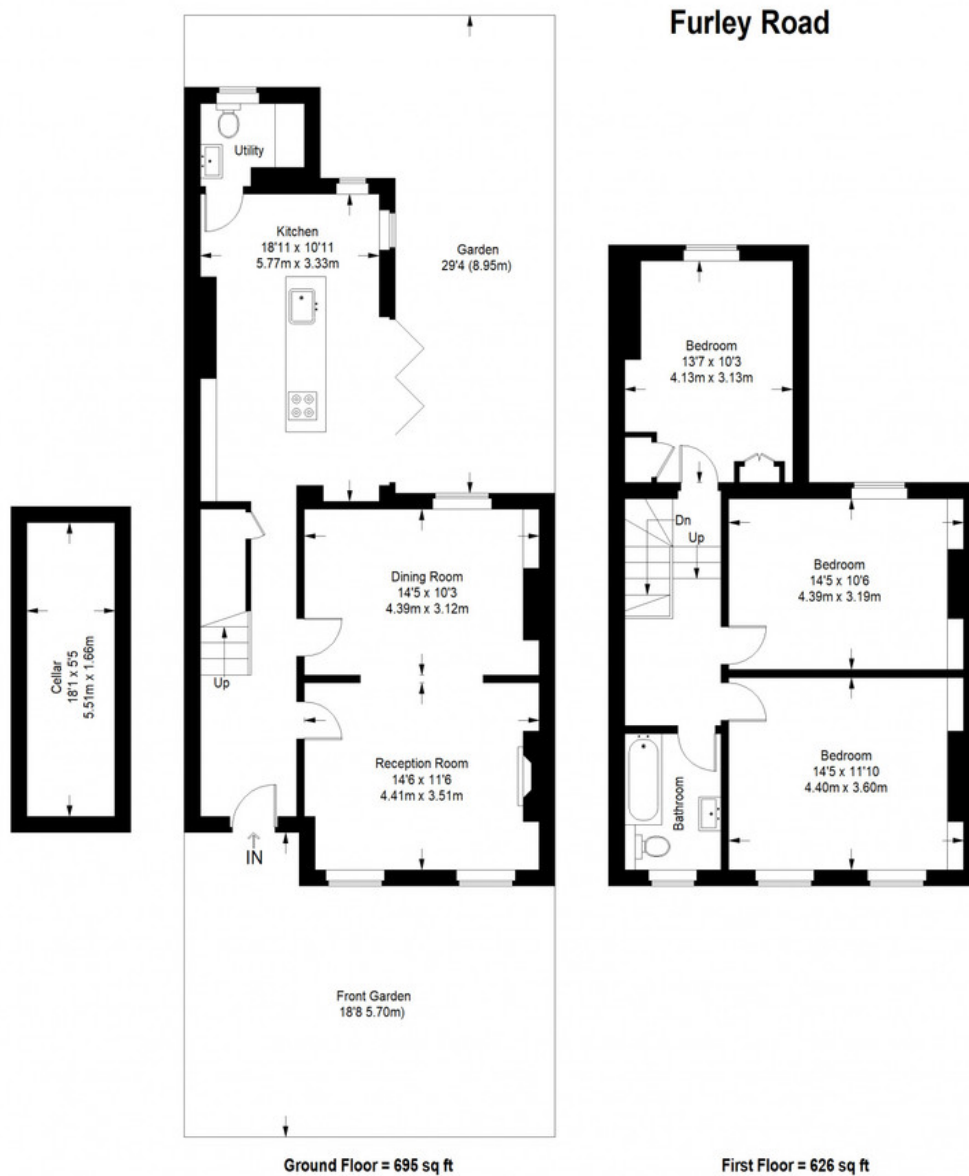 Furley Road
Utility
Kitchen
18'11 x 10'11
5.77m x 3.33m
Garden
29'4 (8.95m)
Bedroom
13'7 x 10'3
4.13m x 3.13m
Cellar
18'1 x 5'5
5.51m x 1.66m
Up
Dining Room
14'5 x 10'3
4.39m x 3.12m
Dn
Up
Bedroom
14'5 x 10'6
4.39m x 3.19m
Reception Room
14'6 x 11'6
4.41m x 3.51m
IN
Bathroom
Bedroom
14'5 x 11'10
4.40m x 3.60m
Front Garden
18'8 5.70m)
Ground Floor = 695 sq ft
First Floor = 626 sq ft